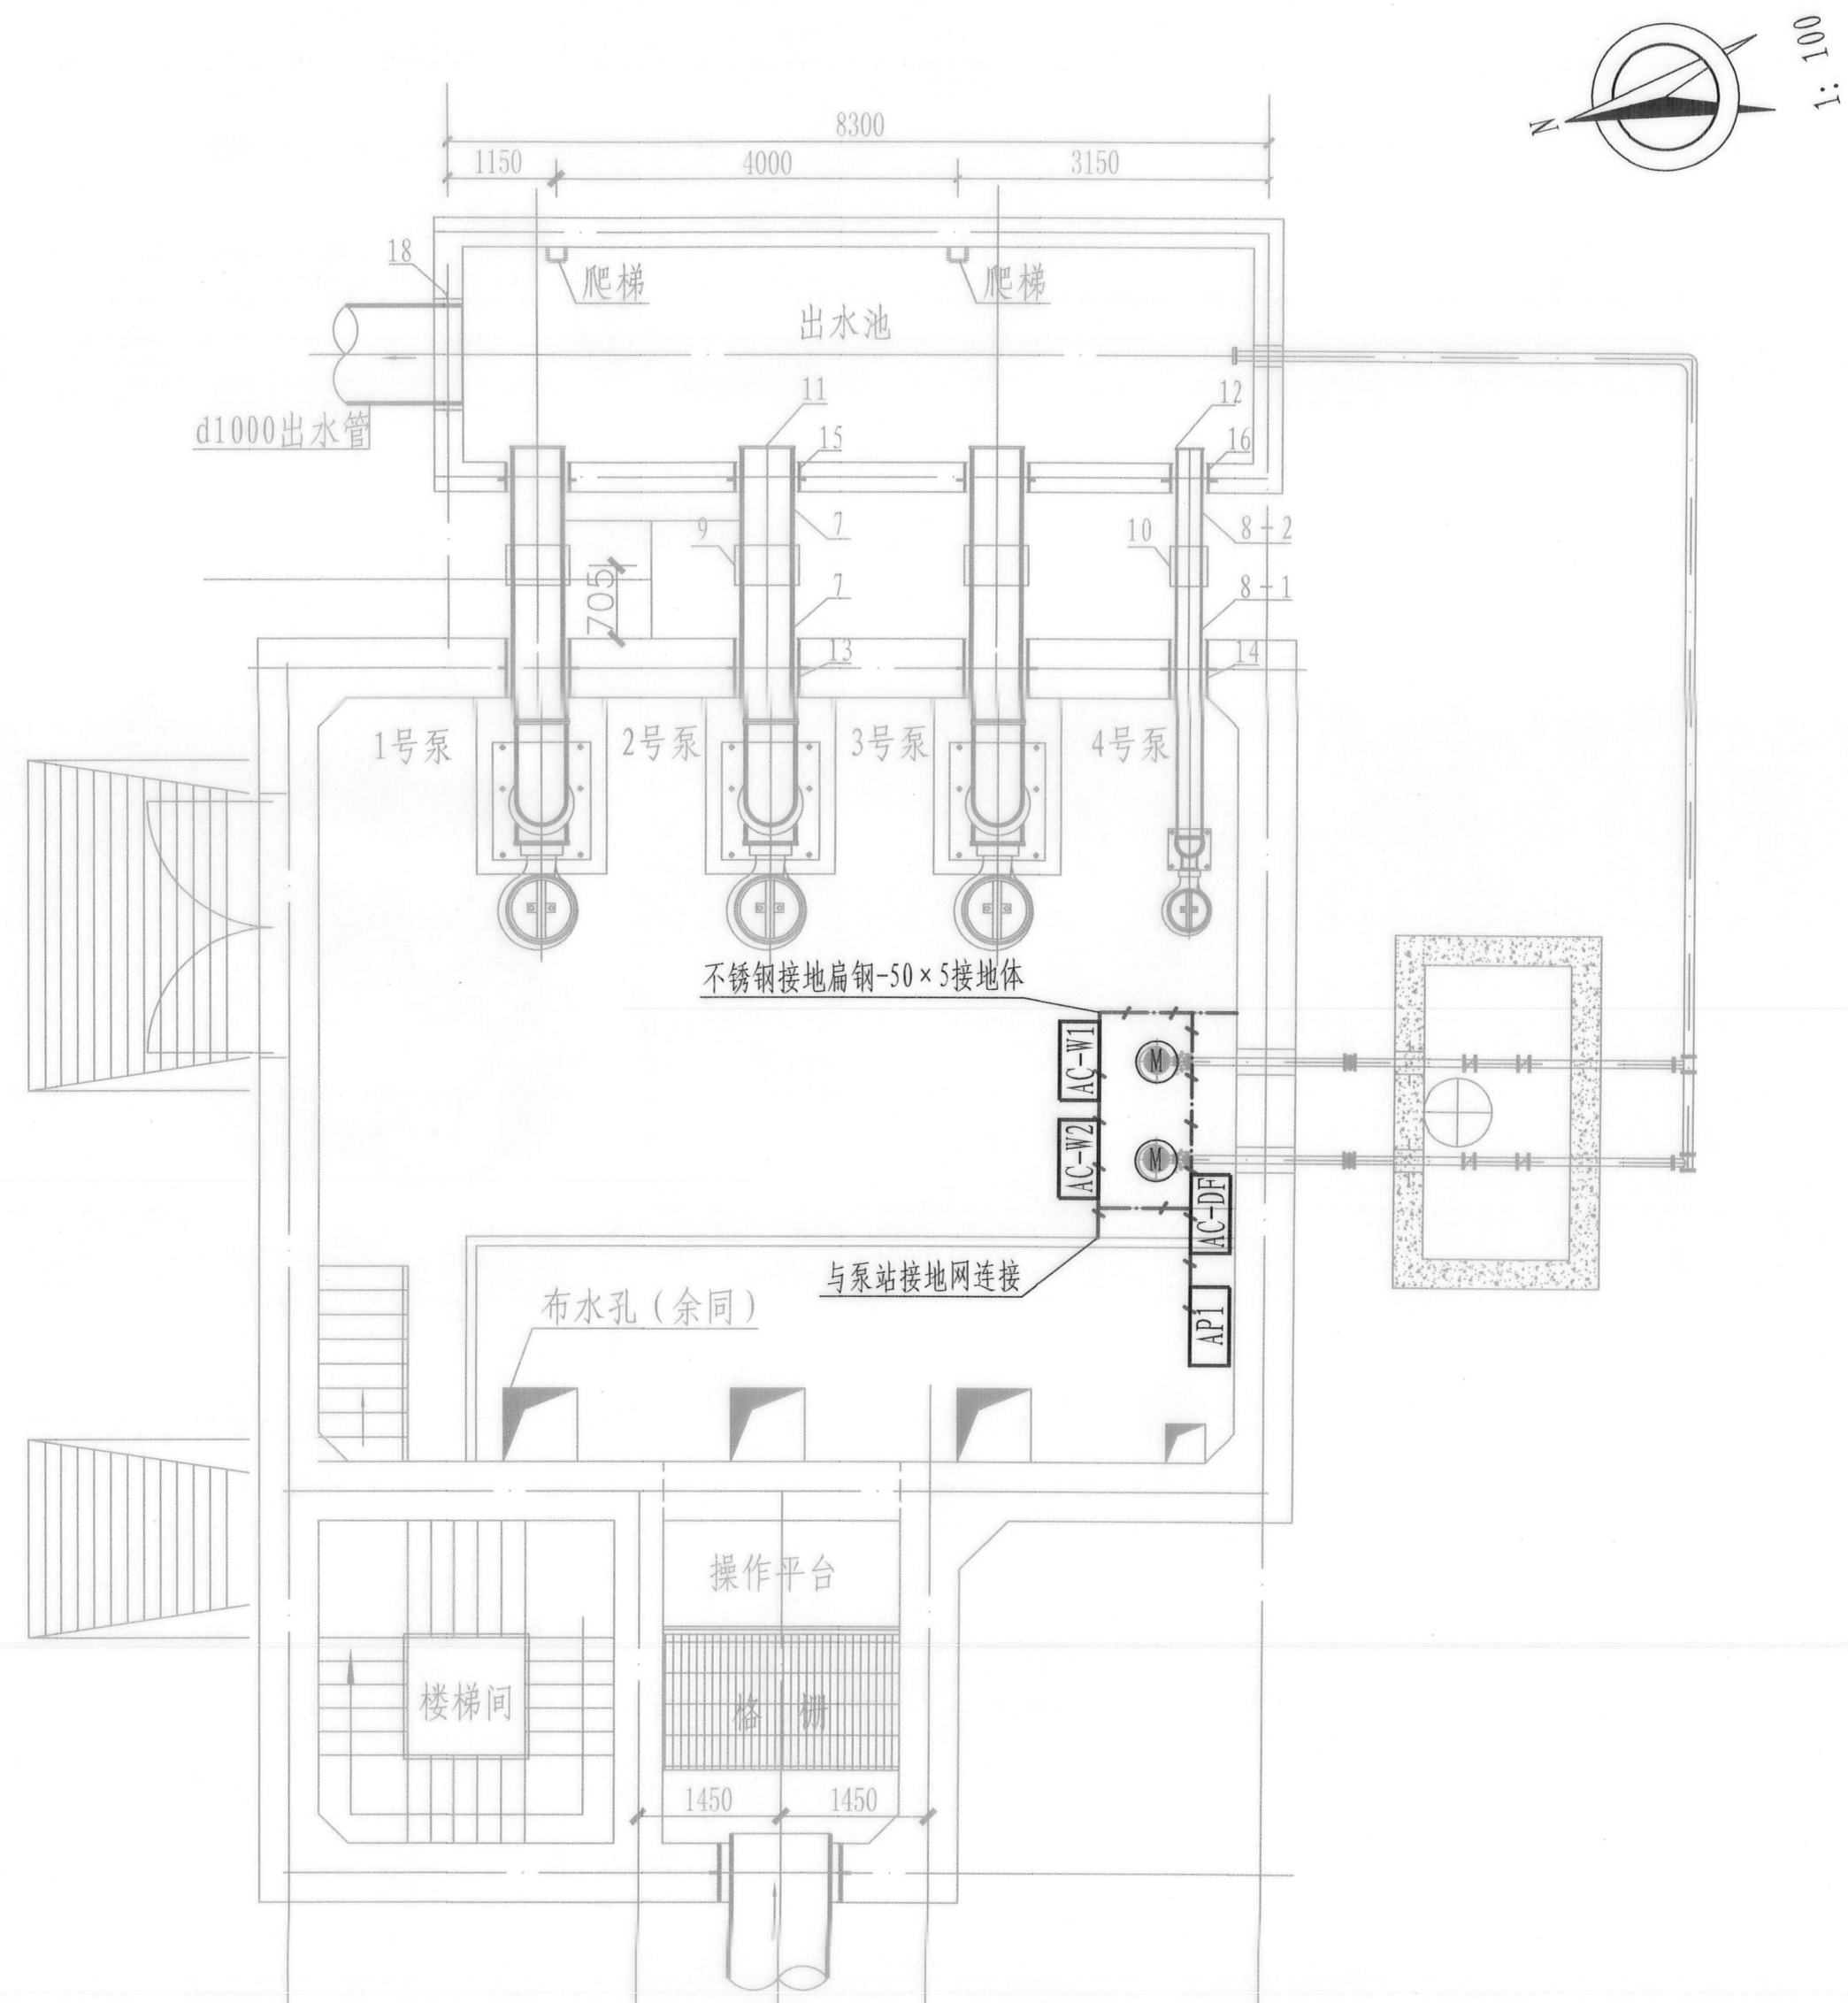 1: 100
N
8300
1150
4000
3150
18
爬梯
爬梯
出水池
11
12
d1000出水管
15
16
9
7
10
8-2
705
7
8-1
13
14
1号泵
2号泵
3号泵
4号泵
不锈钢接地扁钢-50×5接地体
AC-W1
M
AC-W2
M
AC-DF
与泵站接地网连接
布水孔(余同)
AP1
操作平台
楼梯间
格 栅
1450
1450